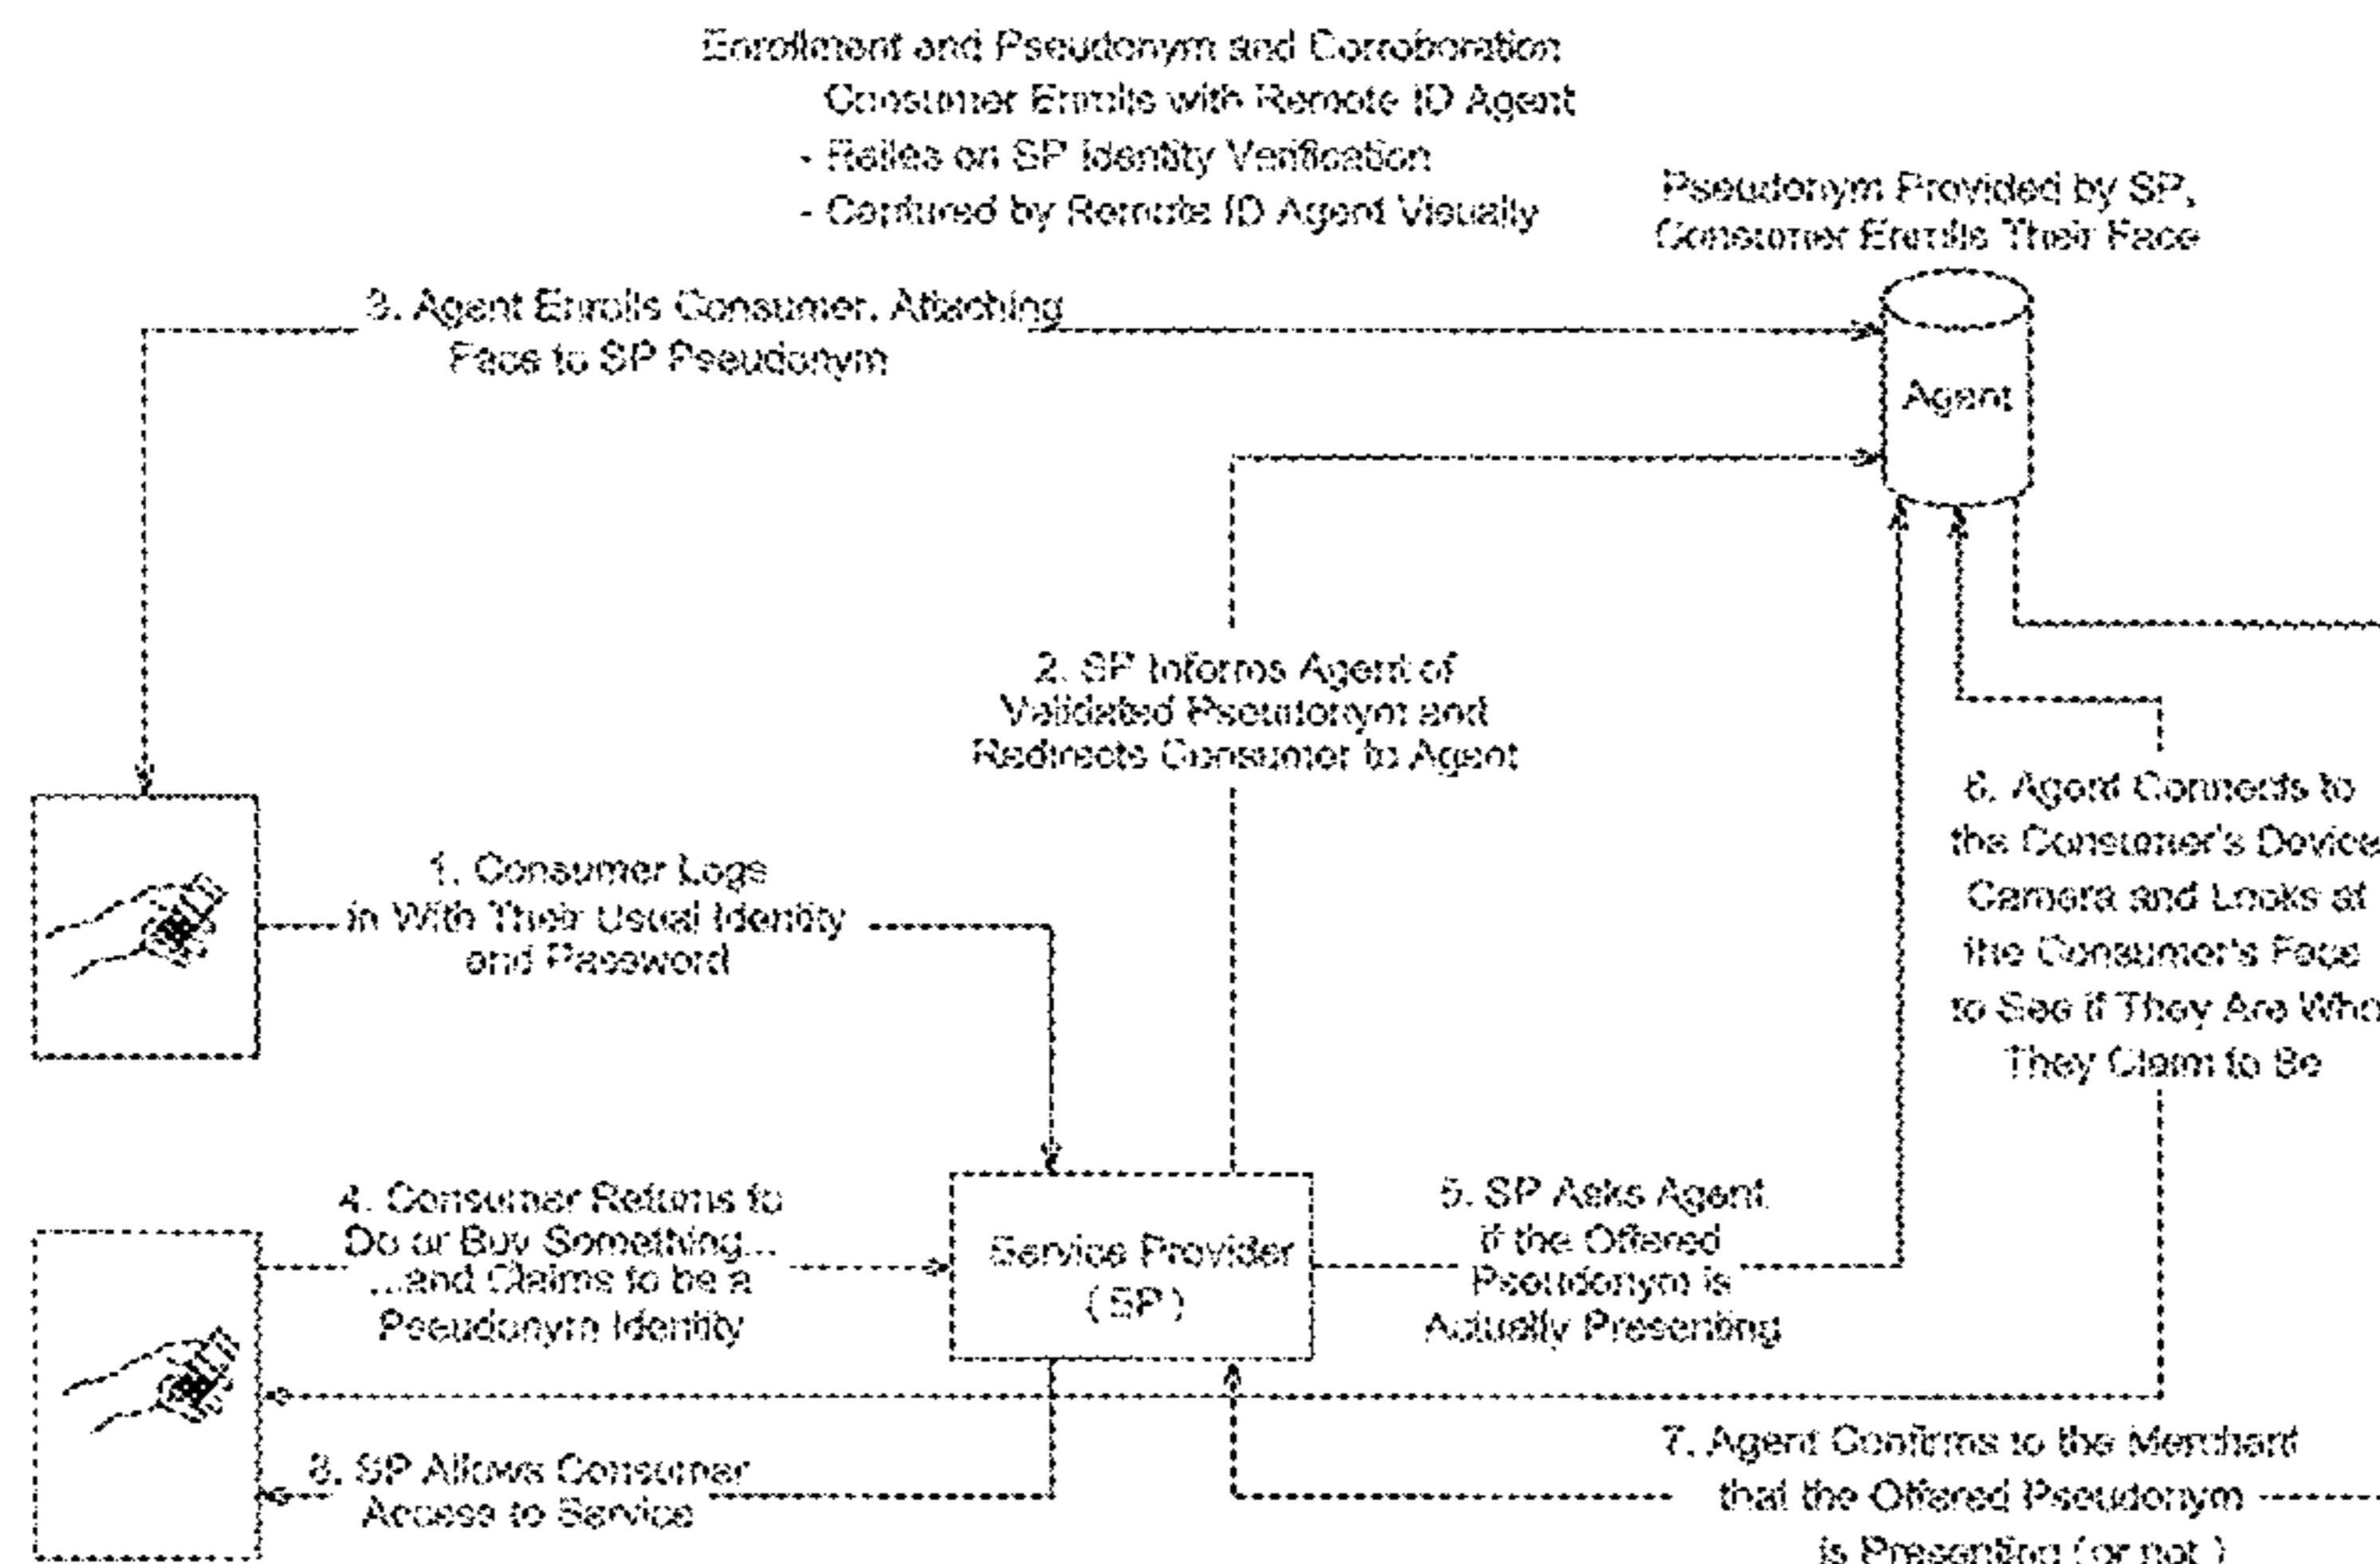 Enrollment and Pseudonym and Corroboration
Consumer Enrolls with Remote ID Agent
- Relies on SP Identity Verification
- Captured by Remote ID Agent Visually
Pseudonym Provided by SP,
Consumer Enrolls Their Face
3. Agent Enrolls Consumer, Attaching
Face to SP Pseudonym
Agent
2. SP Informs Agent of
Validated Pseudonym and
Redirects Consumer to Agent
6. Agent Connects to
the Consumer's Device
Camera and Looks at
the Consumer's Face
to See if They Are Who
They Claim to Be
1. Consumer Logs
in With Their Usual Identity
and Password
4. Consumer Returns to
Do or Buy Something...
...and Claims to be a
Pseudonym Identity
Service Provider
(SP)
5. SP Asks Agent
if the Offered
Pseudonym is
Actually Presenting
8. SP Allows Consumer
Access to Service
7. Agent Confirms to the Merchant
that the Offered Pseudonym
is Presenting (or not)